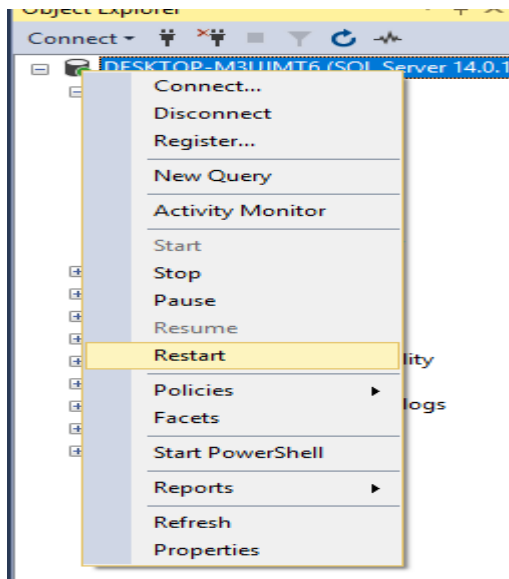 Object Explorer
Connect
DESKTOP-M3UJMT6 (SQL Server 14.0.1
Connect...
Disconnect
Register...
New Query
Activity Monitor
Start
Stop
Pause
Resume
Restart
lity
Policies
logs
Facets
Start PowerShell
Reports
Refresh
Properties